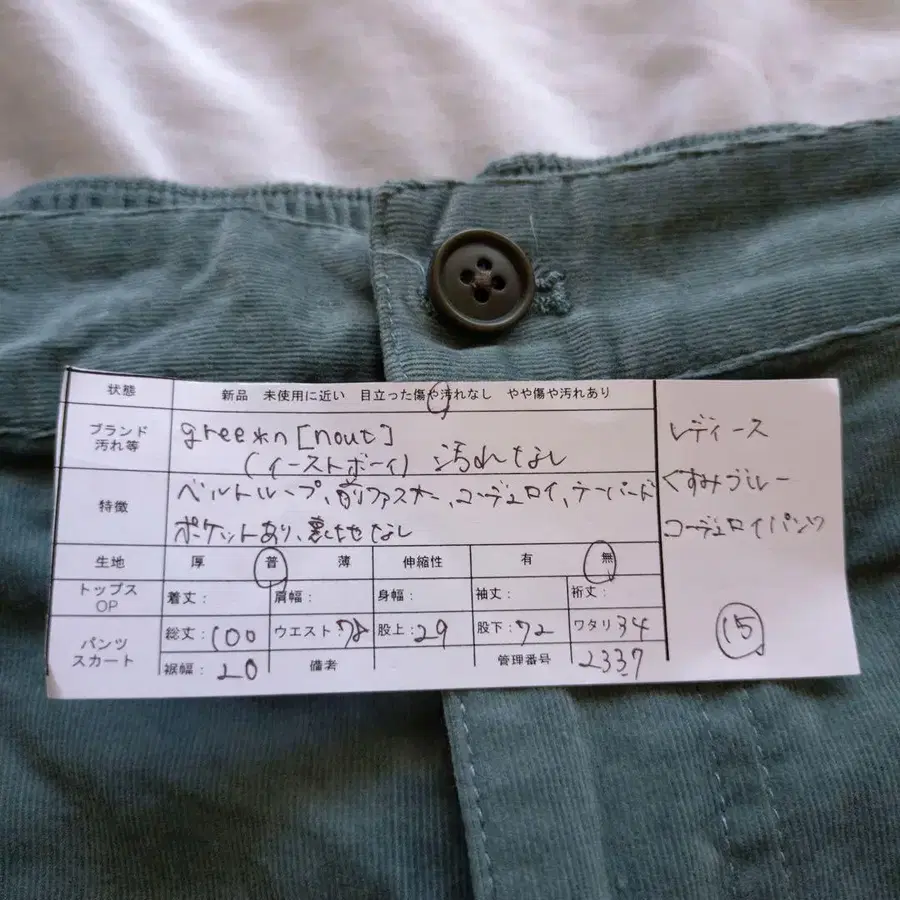 状態 新品 未使用に近い 目立った傷や汚れなし やや傷や汚れあり
ブランド
汚れ等
[nout]
(イーストボーイ) 汚れなし
特徴
ベルトループ、前ファスナー、コーデュロイ、テーパード
ポケットあり、裏地なし
生地 厚 普 薄 伸縮性 有 無
トップス
OP
着丈: 肩幅: 身幅: 袖丈: 裄丈:
パンツ
スカート
総丈:100 ウエスト:78 股上:29 股下:72 ワタリ:34
裾幅:20 備考 管理番号 2337
レディース
くすみブルー
コーデュロイパンツ
15